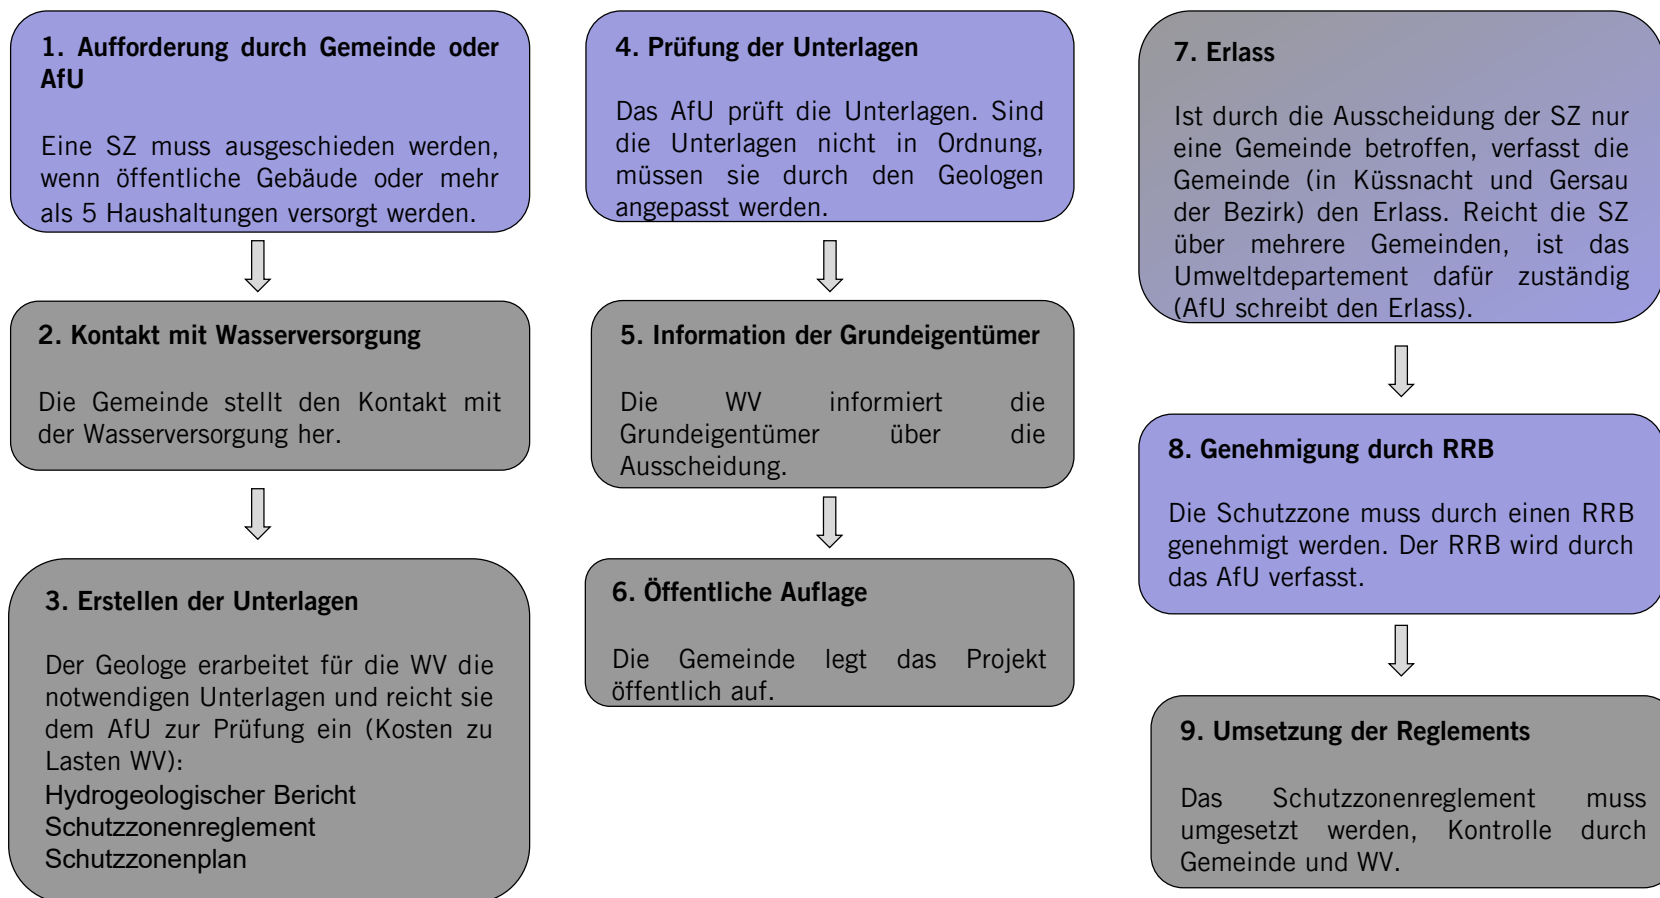 1. Aufforderung durch Gemeinde oder
AfU
Eine SZ muss ausgeschieden werden,
wenn öffentliche Gebäude oder mehr
als 5 Haushaltungen versorgt werden.
2. Kontakt mit Wasserversorgung
Die Gemeinde stellt den Kontakt mit
der Wasserversorgung her.
3. Erstellen der Unterlagen
Der Geologe erarbeitet für die WV die
notwendigen Unterlagen und reicht sie
dem AfU zur Prüfung ein (Kosten zu
Lasten WV):
Hydrogeologischer Bericht
Schutzzonenreglement
Schutzzonenplan
4. Prüfung der Unterlagen
Das AfU prüft die Unterlagen. Sind
die Unterlagen nicht in Ordnung,
müssen sie durch den Geologen
angepasst werden.
5. Information der Grundeigentümer
Die WV informiert die
Grundeigentümer über die
Ausscheidung.
6. Öffentliche Auflage
Die Gemeinde legt das Projekt
öffentlich auf.
7. Erlass
Ist durch die Ausscheidung der SZ nur
eine Gemeinde betroffen, verfasst die
Gemeinde (in Küssnacht und Gersau
der Bezirk) den Erlass. Reicht die SZ
über mehrere Gemeinden, ist das
Umweltdepartement dafür zuständig
(AfU schreibt den Erlass).
8. Genehmigung durch RRB
Die Schutzzone muss durch einen RRB
genehmigt werden. Der RRB wird durch
das AfU verfasst.
9. Umsetzung der Reglements
Das Schutzzonenreglement muss
umgesetzt werden, Kontrolle durch
Gemeinde und WV.